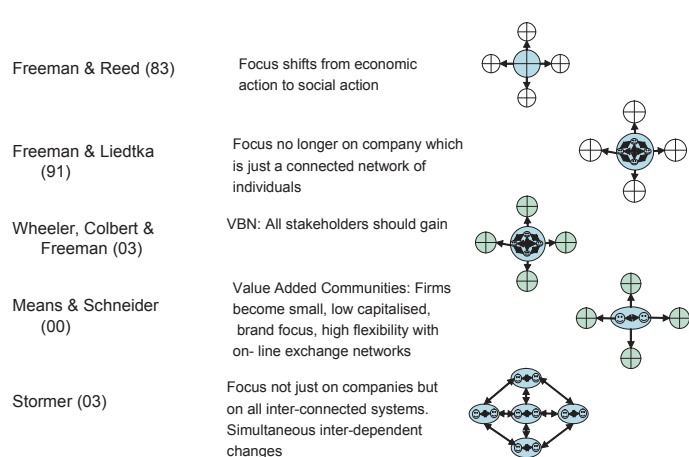 Freeman & Reed (83)
Focus shifts from economic
action to social action
Freeman & Liedtka
(91)
Focus no longer on company which
is just a connected network of
individuals
Wheeler, Colbert &
Freeman (03)
VBN: All stakeholders should gain
Means & Schneider
(00)
Value Added Communities: Firms
become small, low capitalised,
brand focus, high flexibility with
on- line exchange networks
Stormer (03)
Focus not just on companies but
on all inter-connected systems.
Simultaneous inter-dependent
changes